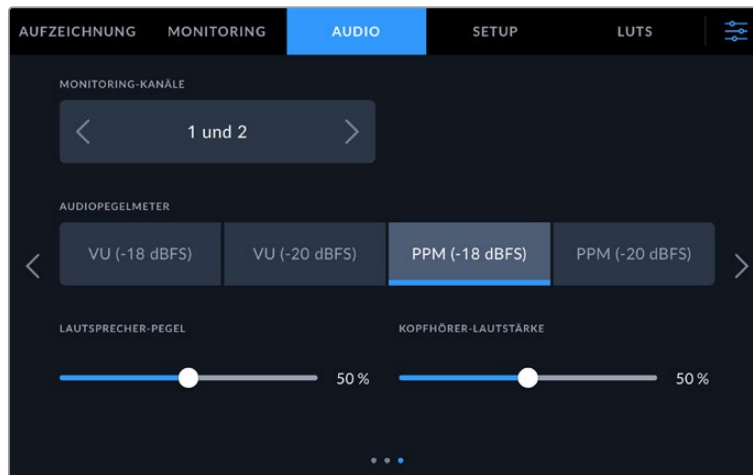 AUFZEICHNUNG MONITORING AUDIO SETUP LUTS
MONITORING-KANÄLE
1 und 2
AUDIOPEGELMETER
VU (-18 dBFS) VU (-20 dBFS) PPM (-18 dBFS) PPM (-20 dBFS)
LAUTSPRECHER-PEGEL KOPFHÖRER-LAUTSTÄRKE
50 % 50 %